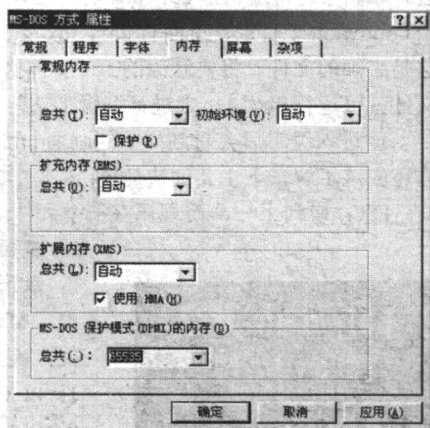 MS-DOS 方式 属性
常规 程序 字体 内存 屏幕 杂项
常规内存
总共(T): 自动 初始环境(V): 自动
保护(P)
扩充内存(EMS)
总共(O): 自动
扩展内存(XMS)
总共(L): 自动
使用 HMA(H)
MS-DOS 保护模式(DPMI)的内存(D)
总共(:): 65535
确定 取消 应用(A)